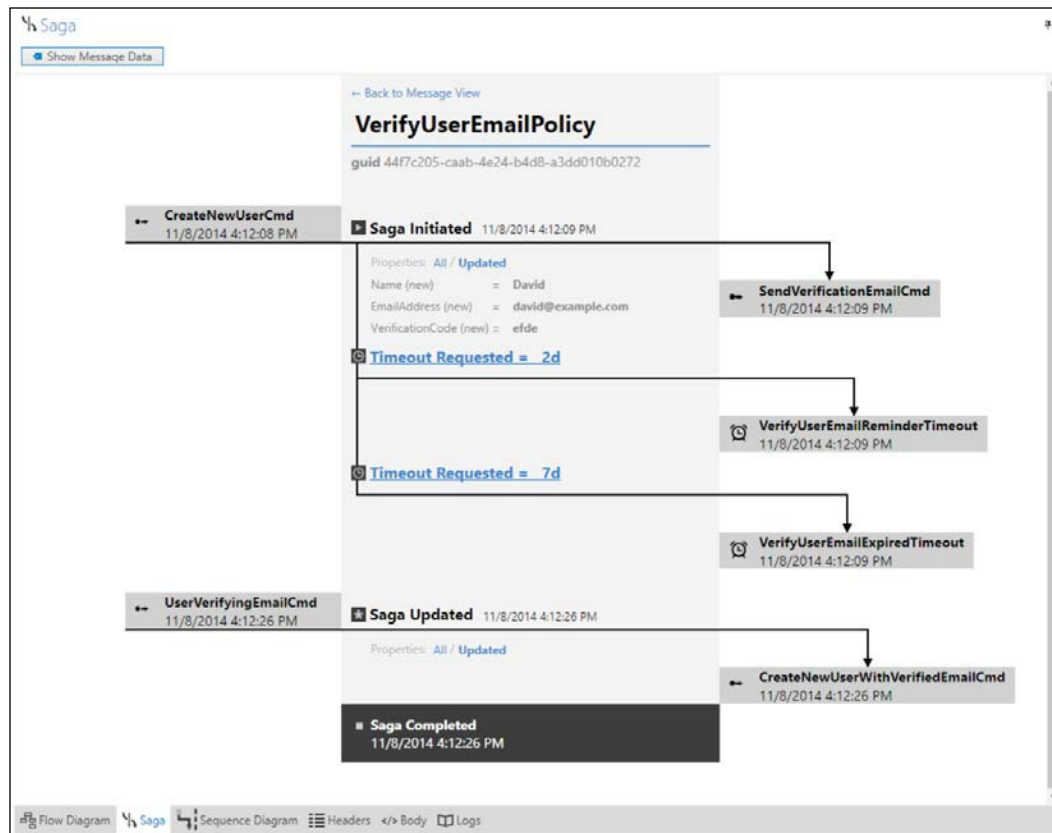 Saga
Show Message Data
← Back to Message View
VerifyUserEmailPolicy
guid 44f7c205-caab-4e24-b4d8-a3dd010b0272
CreateNewUserCmd
11/8/2014 4:12:08 PM
Saga Initiated 11/8/2014 4:12:09 PM
Properties: All / Updated
Name (new) = David
EmailAddress (new) = david@example.com
VerificationCode (new) = efde
SendVerificationEmailCmd
11/8/2014 4:12:09 PM
Timeout Requested = 2d
VerifyUserEmailReminderTimeout
11/8/2014 4:12:09 PM
Timeout Requested = 7d
VerifyUserEmailExpiredTimeout
11/8/2014 4:12:09 PM
UserVerifyingEmailCmd
11/8/2014 4:12:26 PM
Saga Updated 11/8/2014 4:12:26 PM
Properties: All / Updated
CreateNewUserWithVerifiedEmailCmd
11/8/2014 4:12:26 PM
Saga Completed
11/8/2014 4:12:26 PM
Flow Diagram Saga Sequence Diagram Headers </> Body Logs